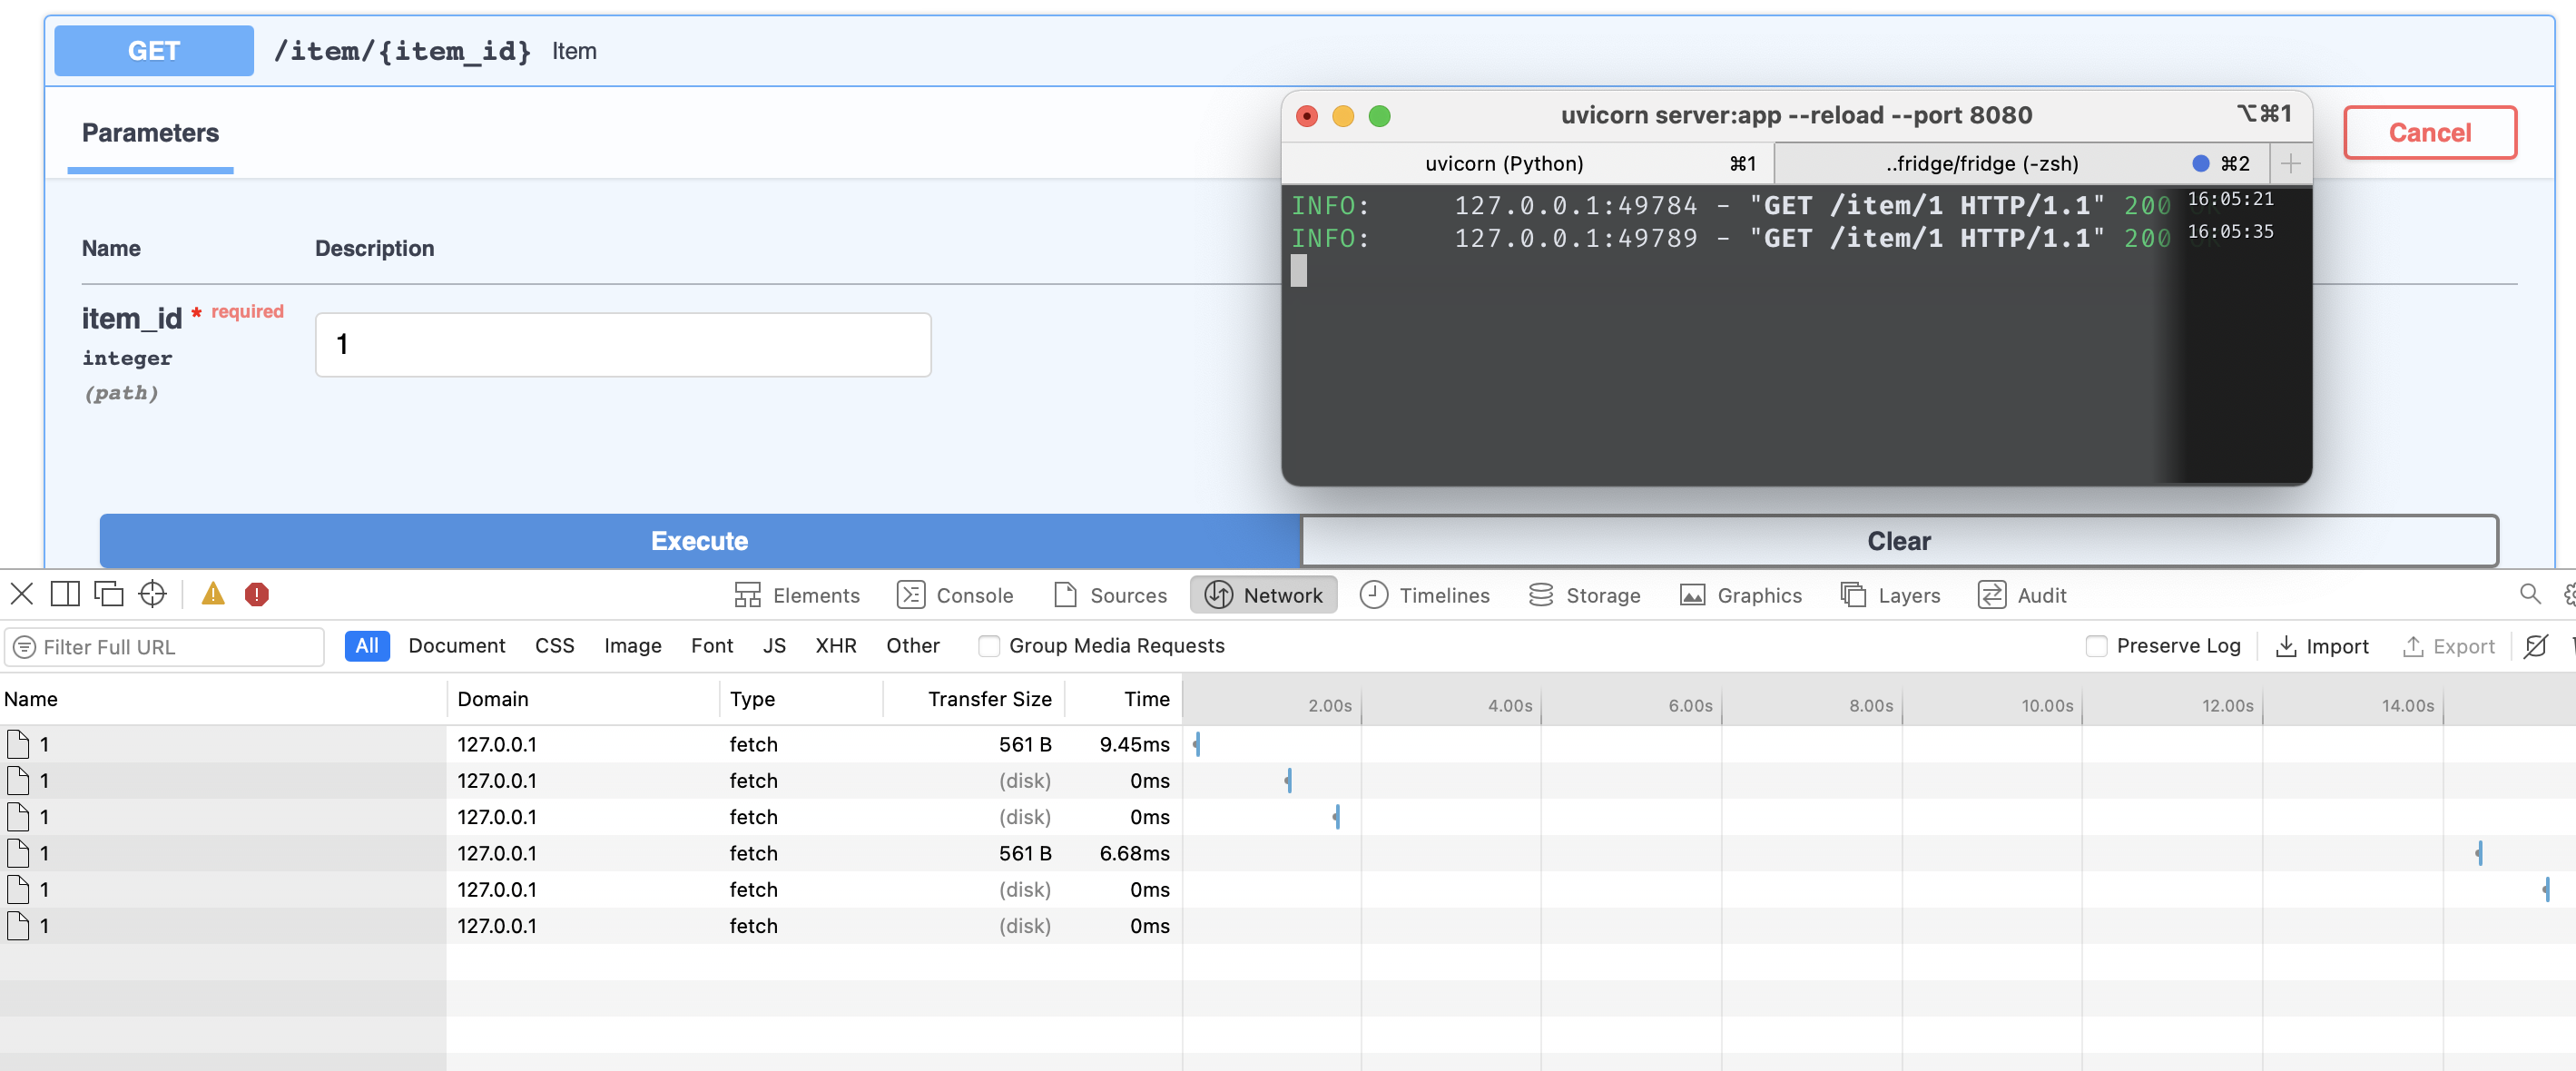 GET /item/{item_id} Item
Parameters
Cancel
Name Description
item_id * required
integer
(path)
1
uvicorn server:app --reload --port 8080 ⌥⌘1
uvicorn (Python) ⌘1 ..fridge/fridge (-zsh) ⌘2
INFO: 127.0.0.1:49784 - "GET /item/1 HTTP/1.1" 200 16:05:21
INFO: 127.0.0.1:49789 - "GET /item/1 HTTP/1.1" 200 16:05:35
Execute Clear
Elements Console Sources Network Timelines Storage Graphics Layers Audit
Filter Full URL All Document CSS Image Font JS XHR Other Group Media Requests Preserve Log Import Export
Name Domain Type Transfer Size Time 2.00s 4.00s 6.00s 8.00s 10.00s 12.00s 14.00s
1 127.0.0.1 fetch 561 B 9.45ms
1 127.0.0.1 fetch (disk) 0ms
1 127.0.0.1 fetch (disk) 0ms
1 127.0.0.1 fetch 561 B 6.68ms
1 127.0.0.1 fetch (disk) 0ms
1 127.0.0.1 fetch (disk) 0ms